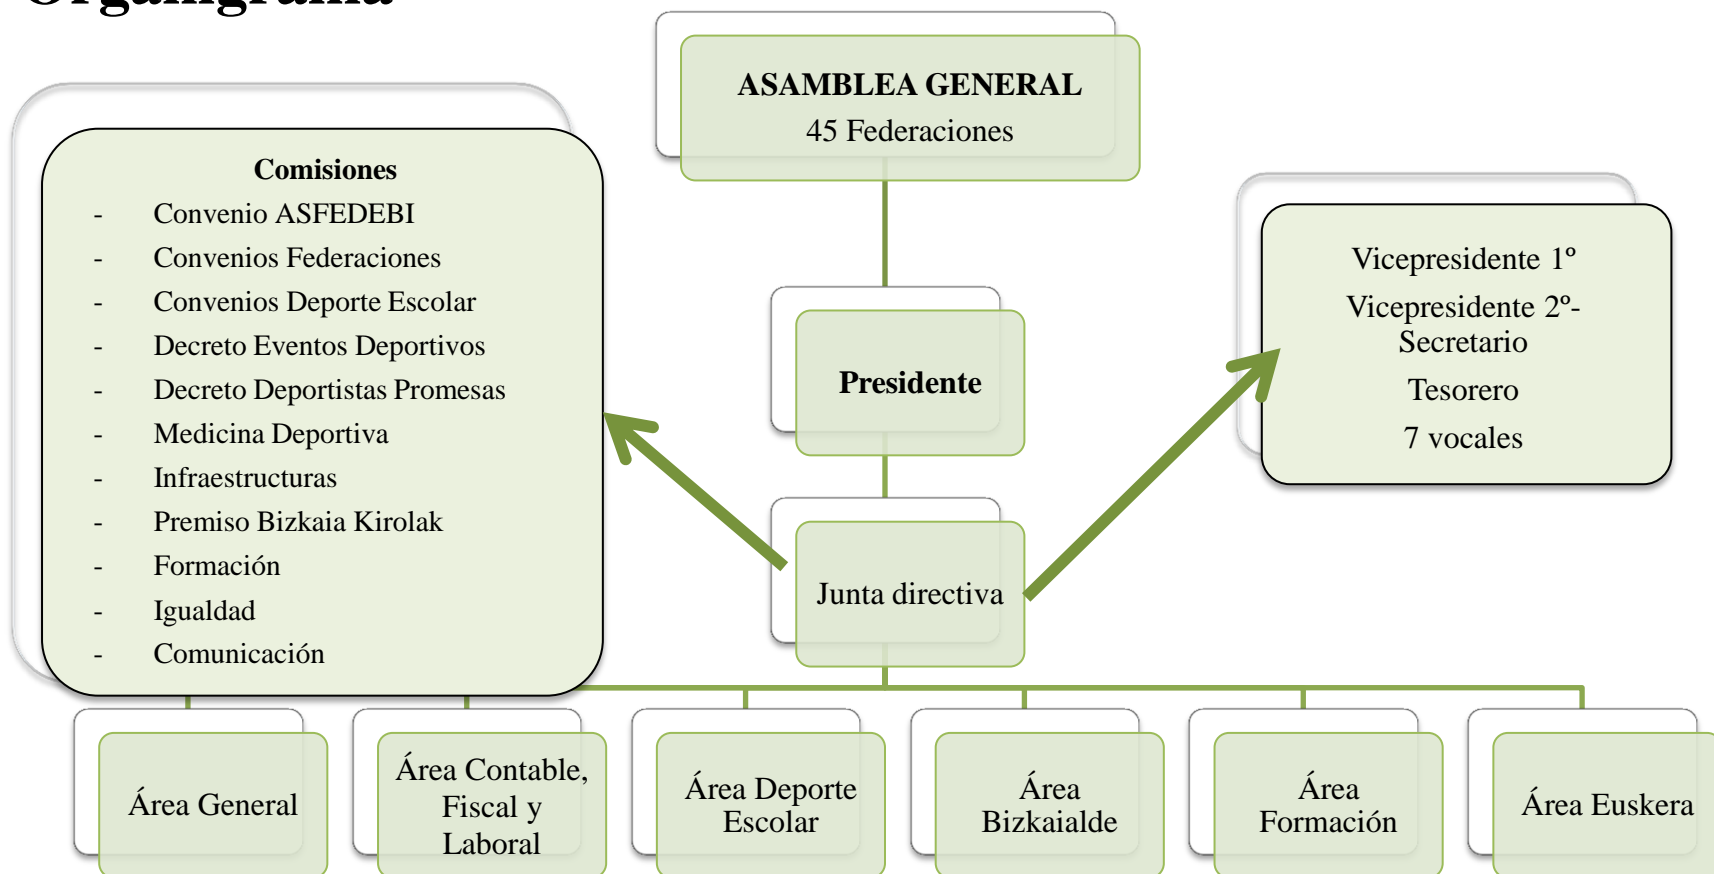 Organigrama
ASAMBLEA GENERAL
45 Federaciones
Comisiones
- Convenio ASFEDEBI
- Convenios Federaciones
- Convenios Deporte Escolar
- Decreto Eventos Deportivos
- Decreto Deportistas Promesas
- Medicina Deportiva
- Infraestructuras
- Premiso Bizkaia Kirolak
- Formación
- Igualdad
- Comunicación
Vicepresidente 1º
Vicepresidente 2º-
Secretario
Tesorero
7 vocales
Presidente
Junta directiva
Área General
Área Contable,
Fiscal y
Laboral
Área Deporte
Escolar
Área
Bizkaialde
Área
Formación
Área Euskera